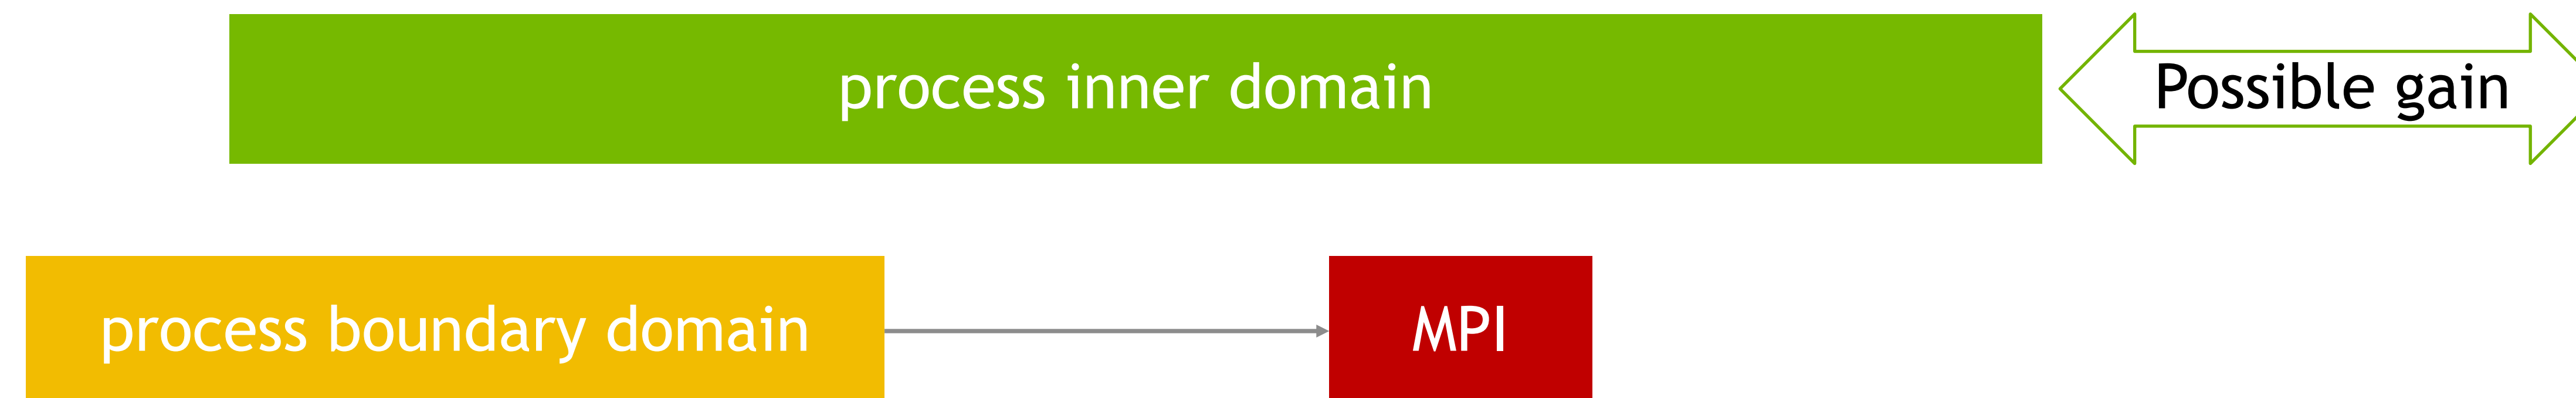 process inner domain
Possible gain
process boundary domain
MPI